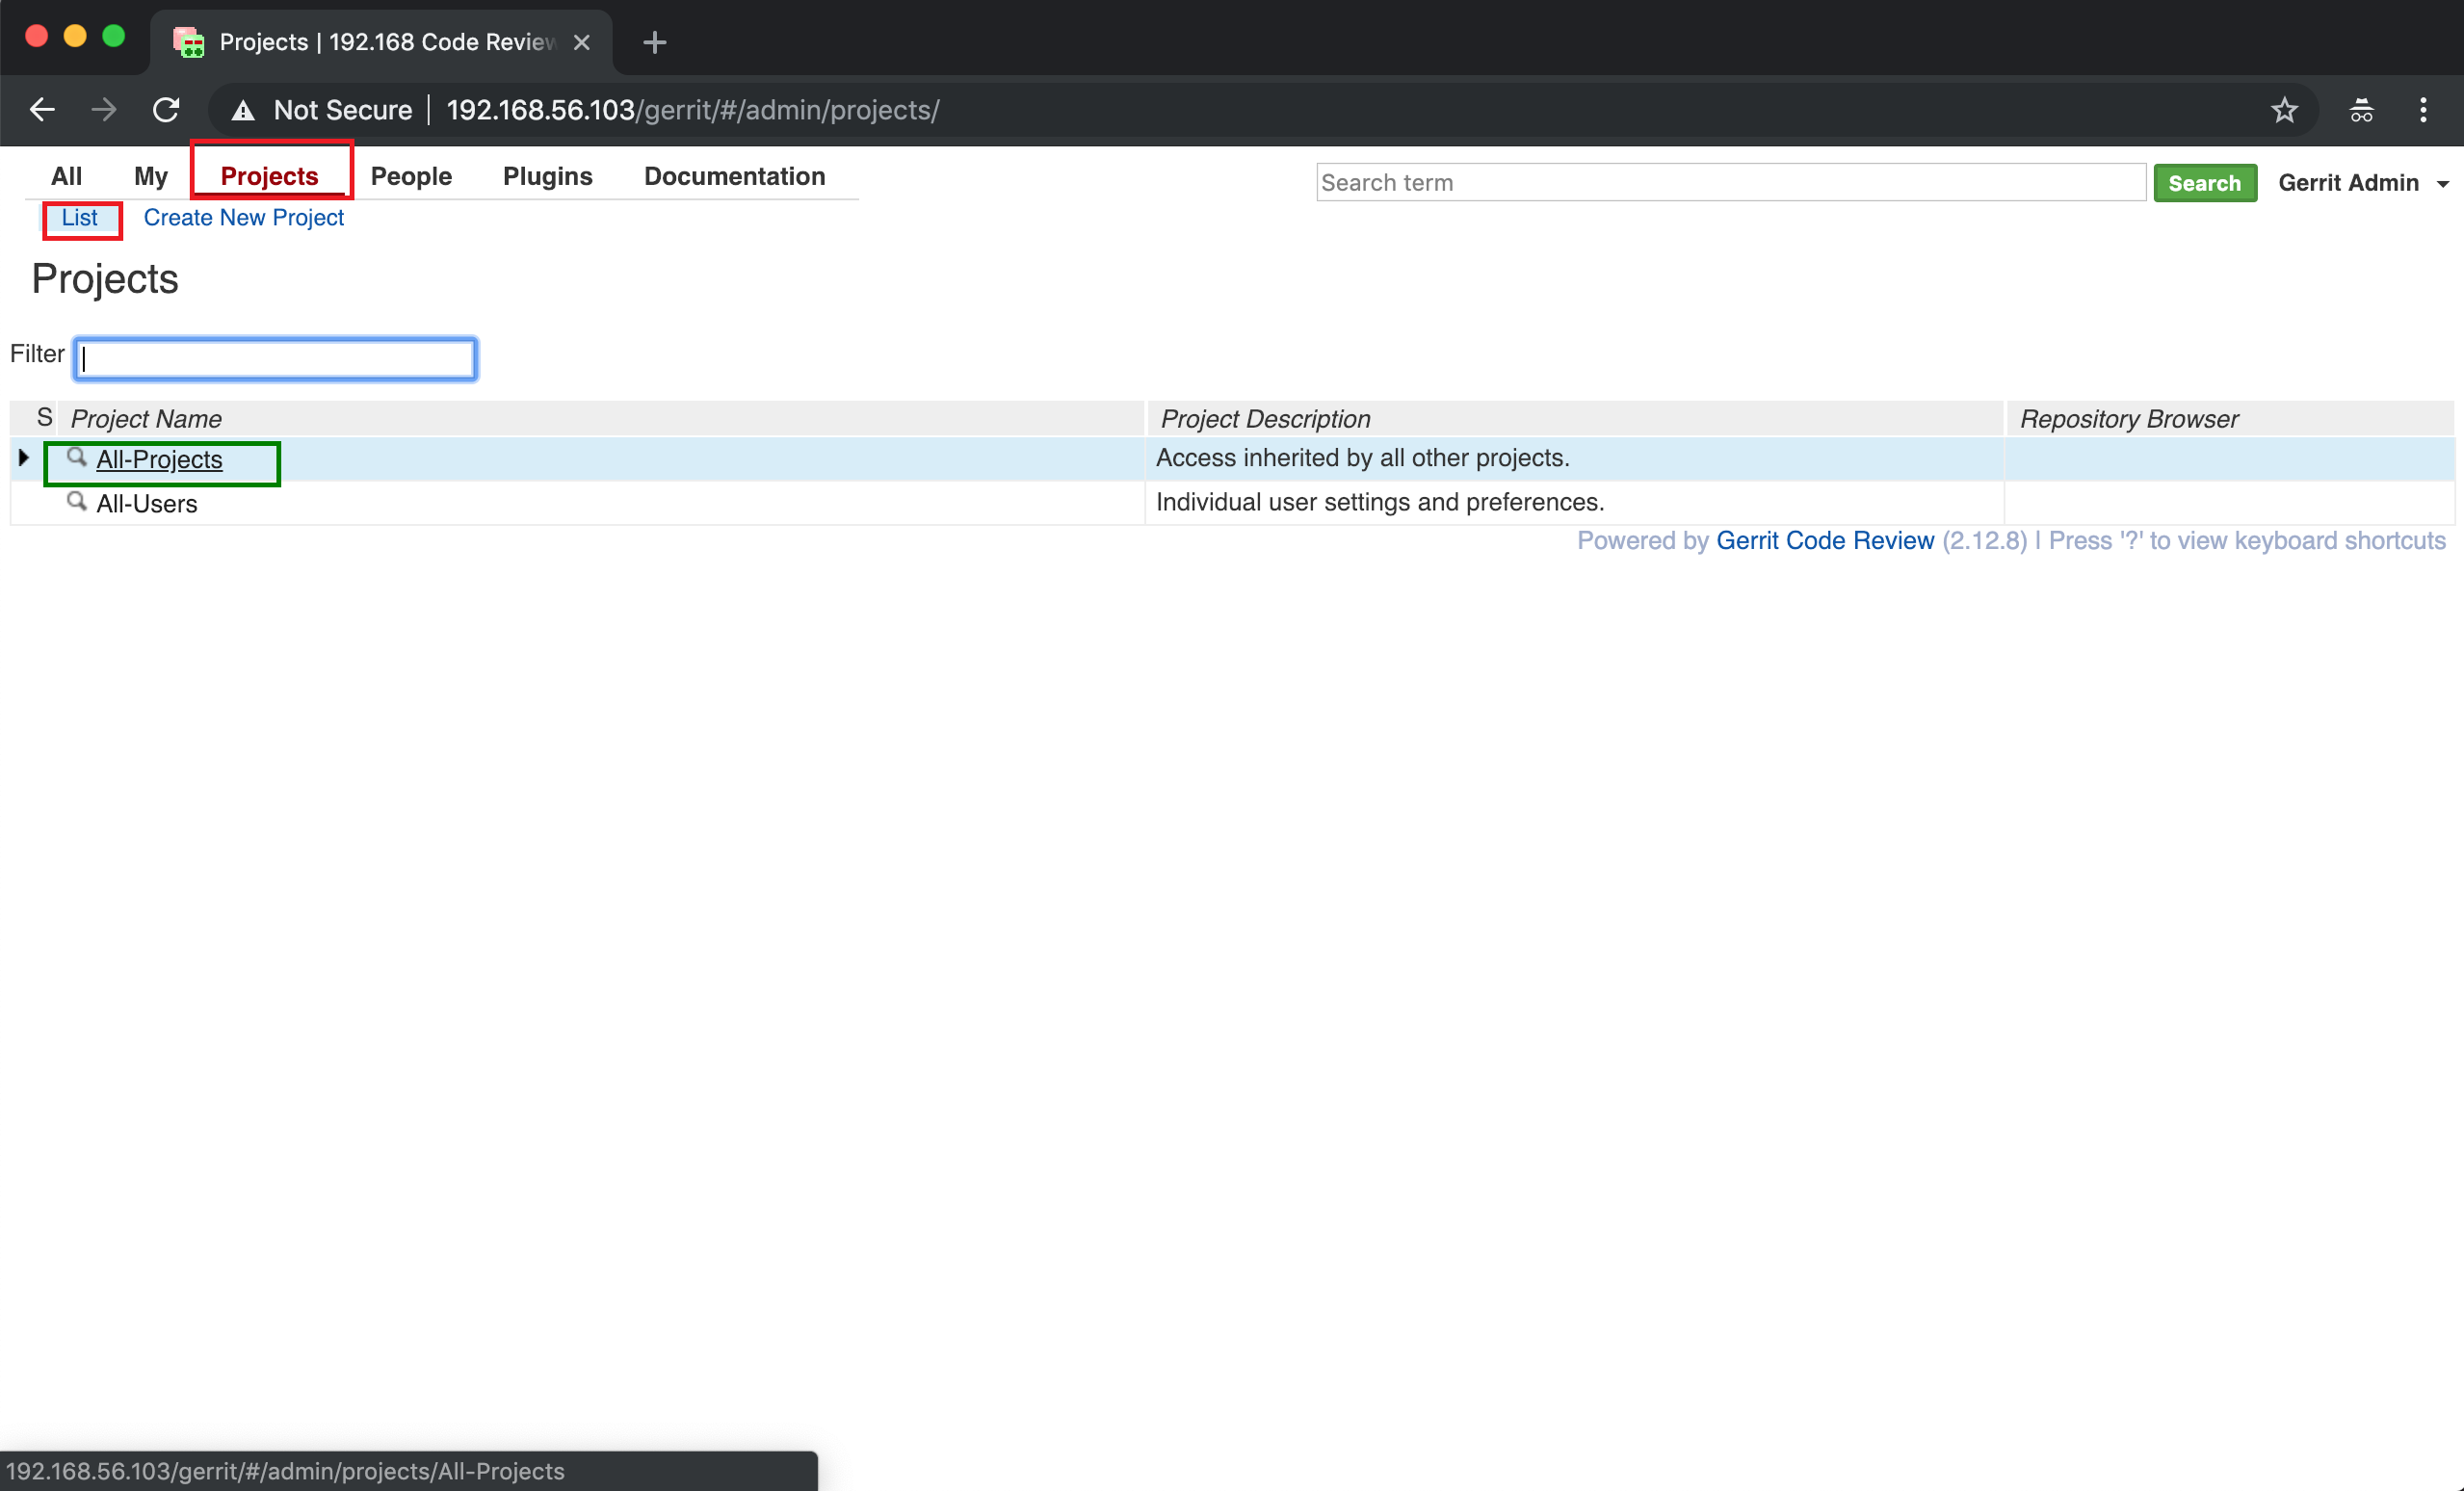 Projects | 192.168 Code Review
Not Secure | 192.168.56.103/gerrit/#/admin/projects/
All My Projects People Plugins Documentation Search term Search Gerrit Admin
List Create New Project
Projects
Filter
S Project Name Project Description Repository Browser
All-Projects Access inherited by all other projects.
All-Users Individual user settings and preferences.
Powered by Gerrit Code Review (2.12.8) | Press '?' to view keyboard shortcuts
192.168.56.103/gerrit/#/admin/projects/All-Projects